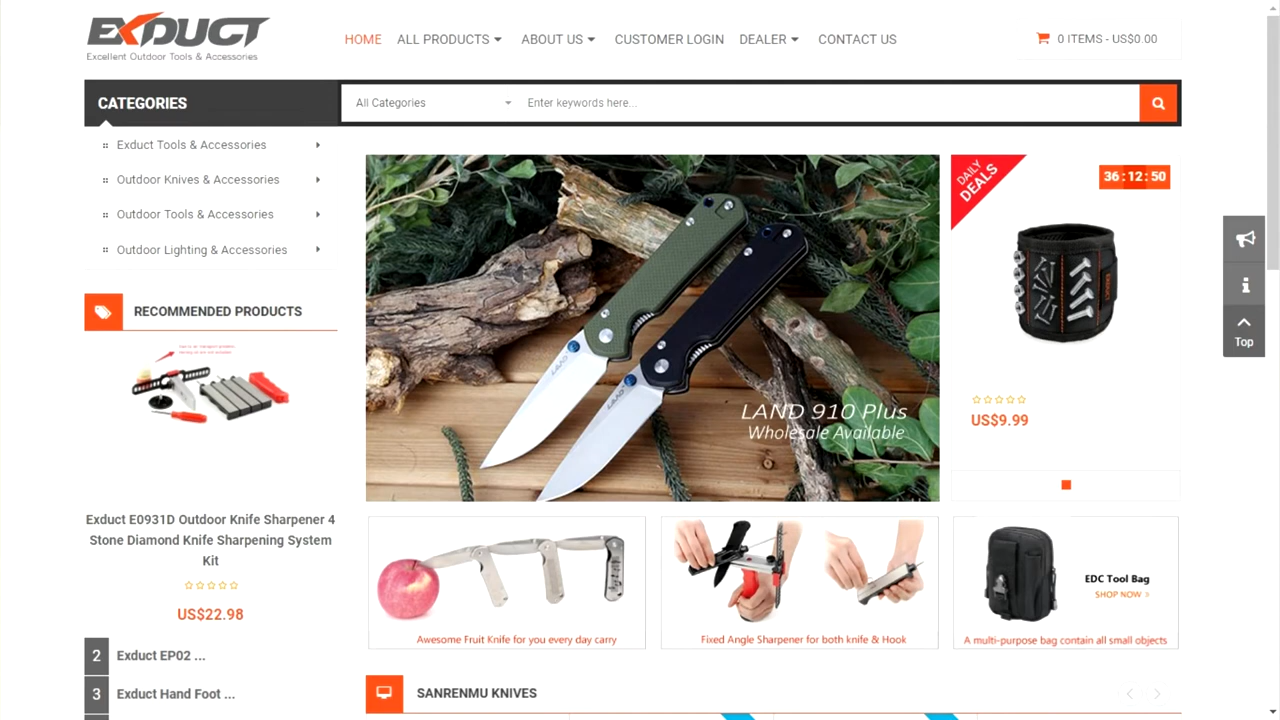 EXDUCT
Excellent Outdoor Tools & Accessories
HOME
ALL PRODUCTS
ABOUT US
CUSTOMER LOGIN
DEALER
CONTACT US
0 ITEMS - US$0.00
CATEGORIES
All Categories
Enter keywords here...
Exduct Tools & Accessories
Outdoor Knives & Accessories
Outdoor Tools & Accessories
Outdoor Lighting & Accessories
DAILY
DEALS
36 : 12 : 50
LAND
LAND
LAND 910 Plus
Wholesale Available
US$9.99
Top
RECOMMENDED PRODUCTS
Exduct E0931D Outdoor Knife Sharpener 4
Stone Diamond Knife Sharpening System
Kit
US$22.98
2 Exduct EP02 ...
3 Exduct Hand Foot ...
Awesome Fruit Knife for you every day carry
Fixed Angle Sharpener for both knife & Hook
EDC Tool Bag
SHOP NOW »
A multi-purpose bag contain all small objects
SANRENMU KNIVES